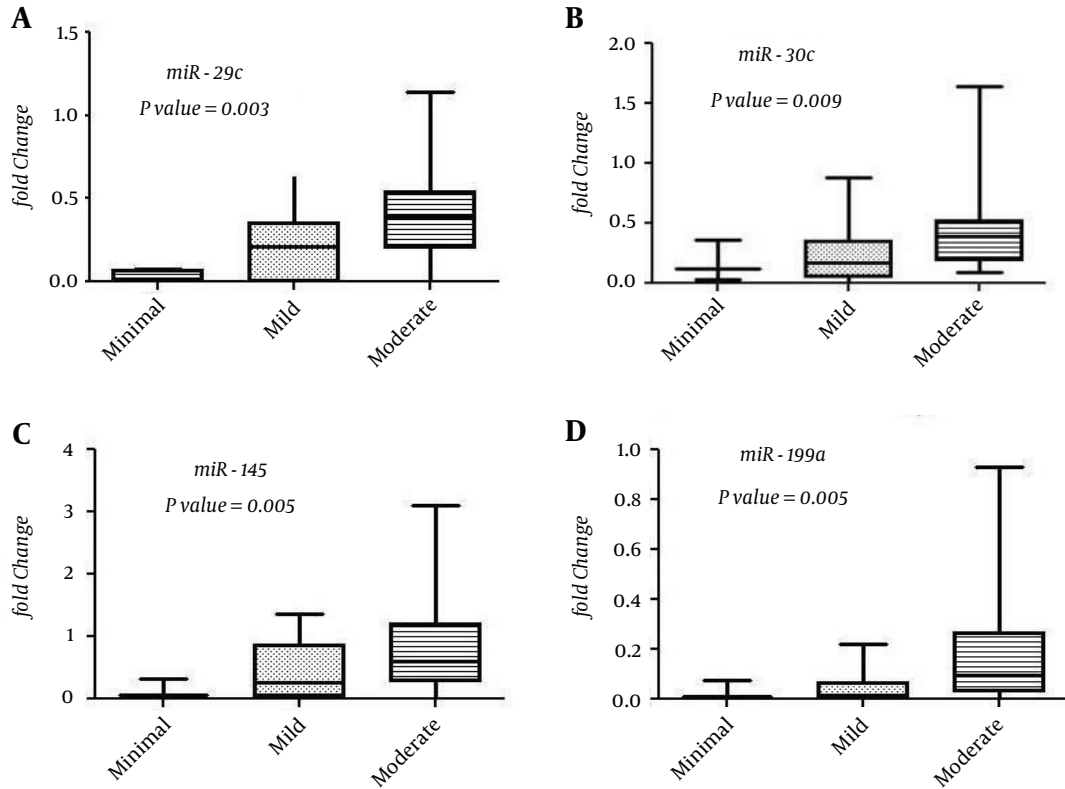 A
1.5
1.0
0.5
0.0
fold Change
miR - 29c
P value = 0.003
Minimal
Mild
Moderate
B
2.0
1.5
1.0
0.5
0.0
fold Change
miR - 30c
P value = 0.009
Minimal
Mild
Moderate
C
4
3
2
1
0
fold Change
miR - 145
P value = 0.005
Minimal
Mild
Moderate
D
1.0
0.8
0.6
0.4
0.2
0.0
fold Change
miR - 199a
P value = 0.005
Minimal
Mild
Moderate